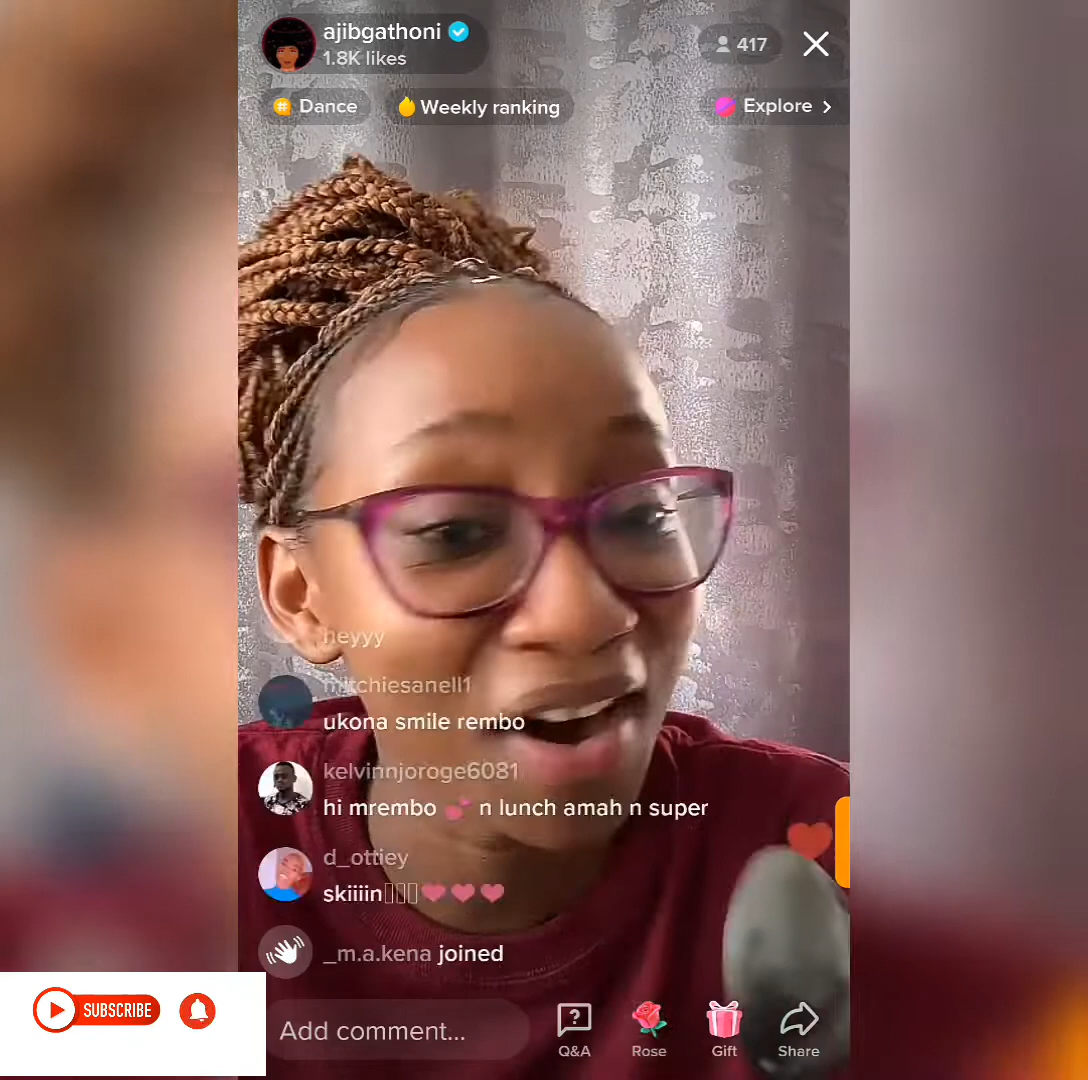 ajibgathoni
1.8K likes
417
Dance
Weekly ranking
Explore >
heyyy
mitchiesanell1
ukona smile rembo
kelvinnjoroge6081
hi mrembo 💕 n lunch amah n super
d_ottiey
skiiiin▯▯▯❤❤❤
_m.a.kena joined
SUBSCRIBE
Add comment...
Q&A
Rose
Gift
Share